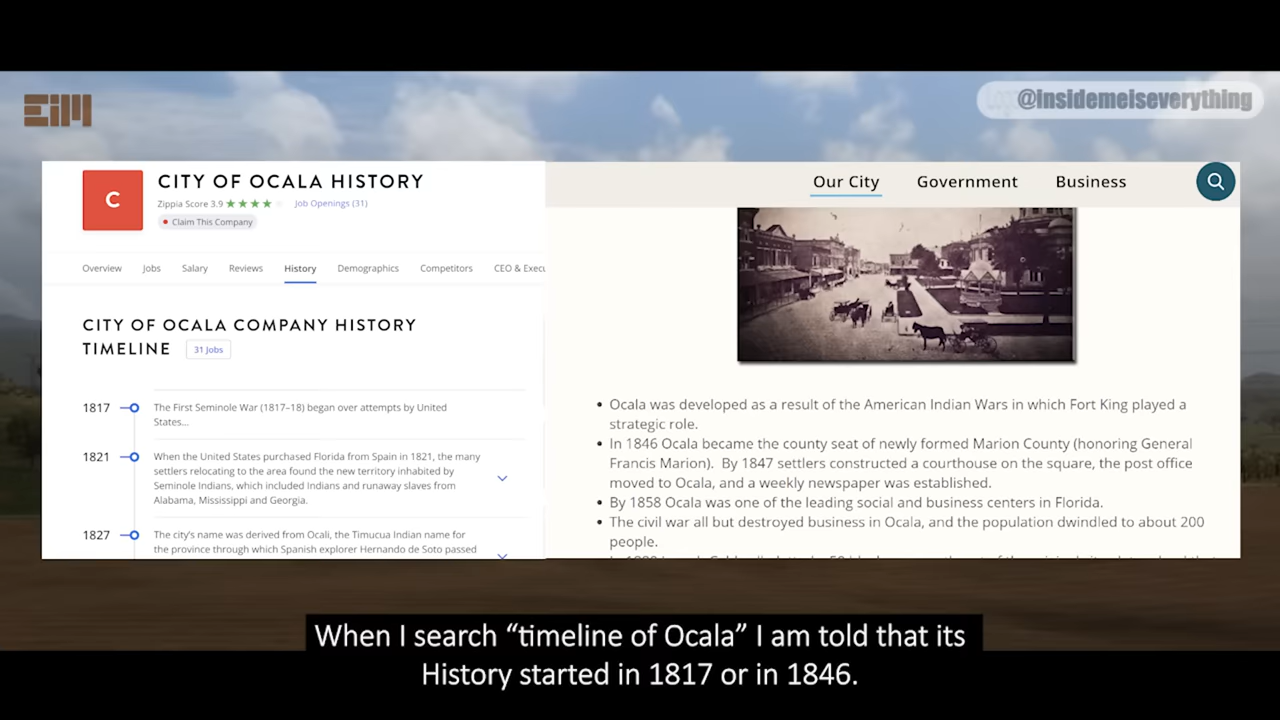 EiM
@insidemeiseverything
C
CITY OF OCALA HISTORY
Zippia Score 3.9
Job Openings (31)
Claim This Company
Overview Jobs Salary Reviews History Demographics Competitors CEO & Execu
CITY OF OCALA COMPANY HISTORY
TIMELINE 31 Jobs
1817 The First Seminole War (1817–18) began over attempts by United
States...
1821 When the United States purchased Florida from Spain in 1821, the many
settlers relocating to the area found the new territory inhabited by
Seminole Indians, which included Indians and runaway slaves from
Alabama, Mississippi and Georgia.
1827 The city's name was derived from Ocali, the Timucua Indian name for
the province through which Spanish explorer Hernando de Soto passed
Our City Government Business
• Ocala was developed as a result of the American Indian Wars in which Fort King played a
strategic role.
• In 1846 Ocala became the county seat of newly formed Marion County (honoring General
Francis Marion). By 1847 settlers constructed a courthouse on the square, the post office
moved to Ocala, and a weekly newspaper was established.
• By 1858 Ocala was one of the leading social and business centers in Florida.
• The civil war all but destroyed business in Ocala, and the population dwindled to about 200
people.
When I search “timeline of Ocala” I am told that its
History started in 1817 or in 1846.